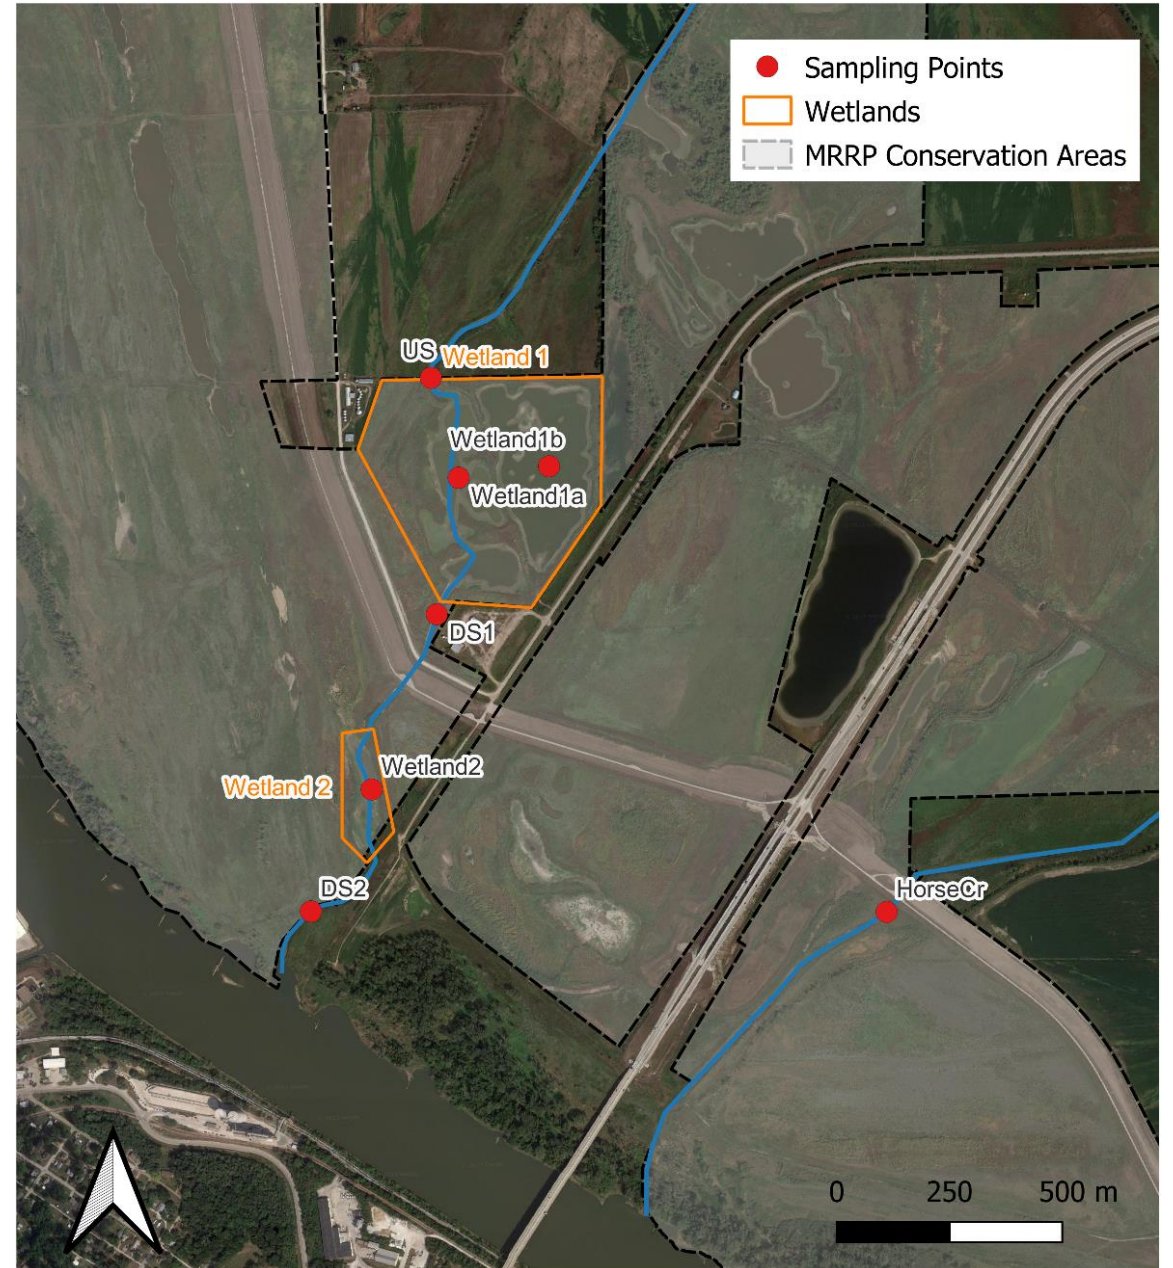 Sampling Points
Wetlands
MRRP Conservation Areas
US
Wetland 1
Wetland1b
Wetland1a
DS1
Wetland2
Wetland 2
DS2
HorseCr
0 250 500 m